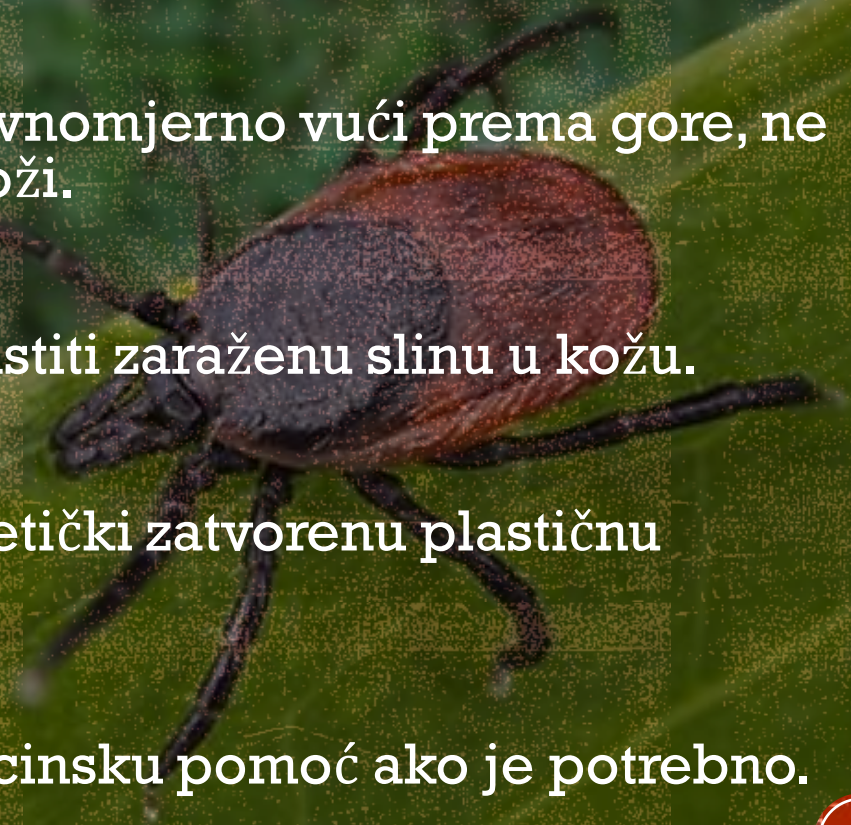 vnomjerno vući prema gore, ne
oži.
stiti zaraženu slinu u kožu.
etički zatvorenu plastičnu
cinsku pomoć ako je potrebno.